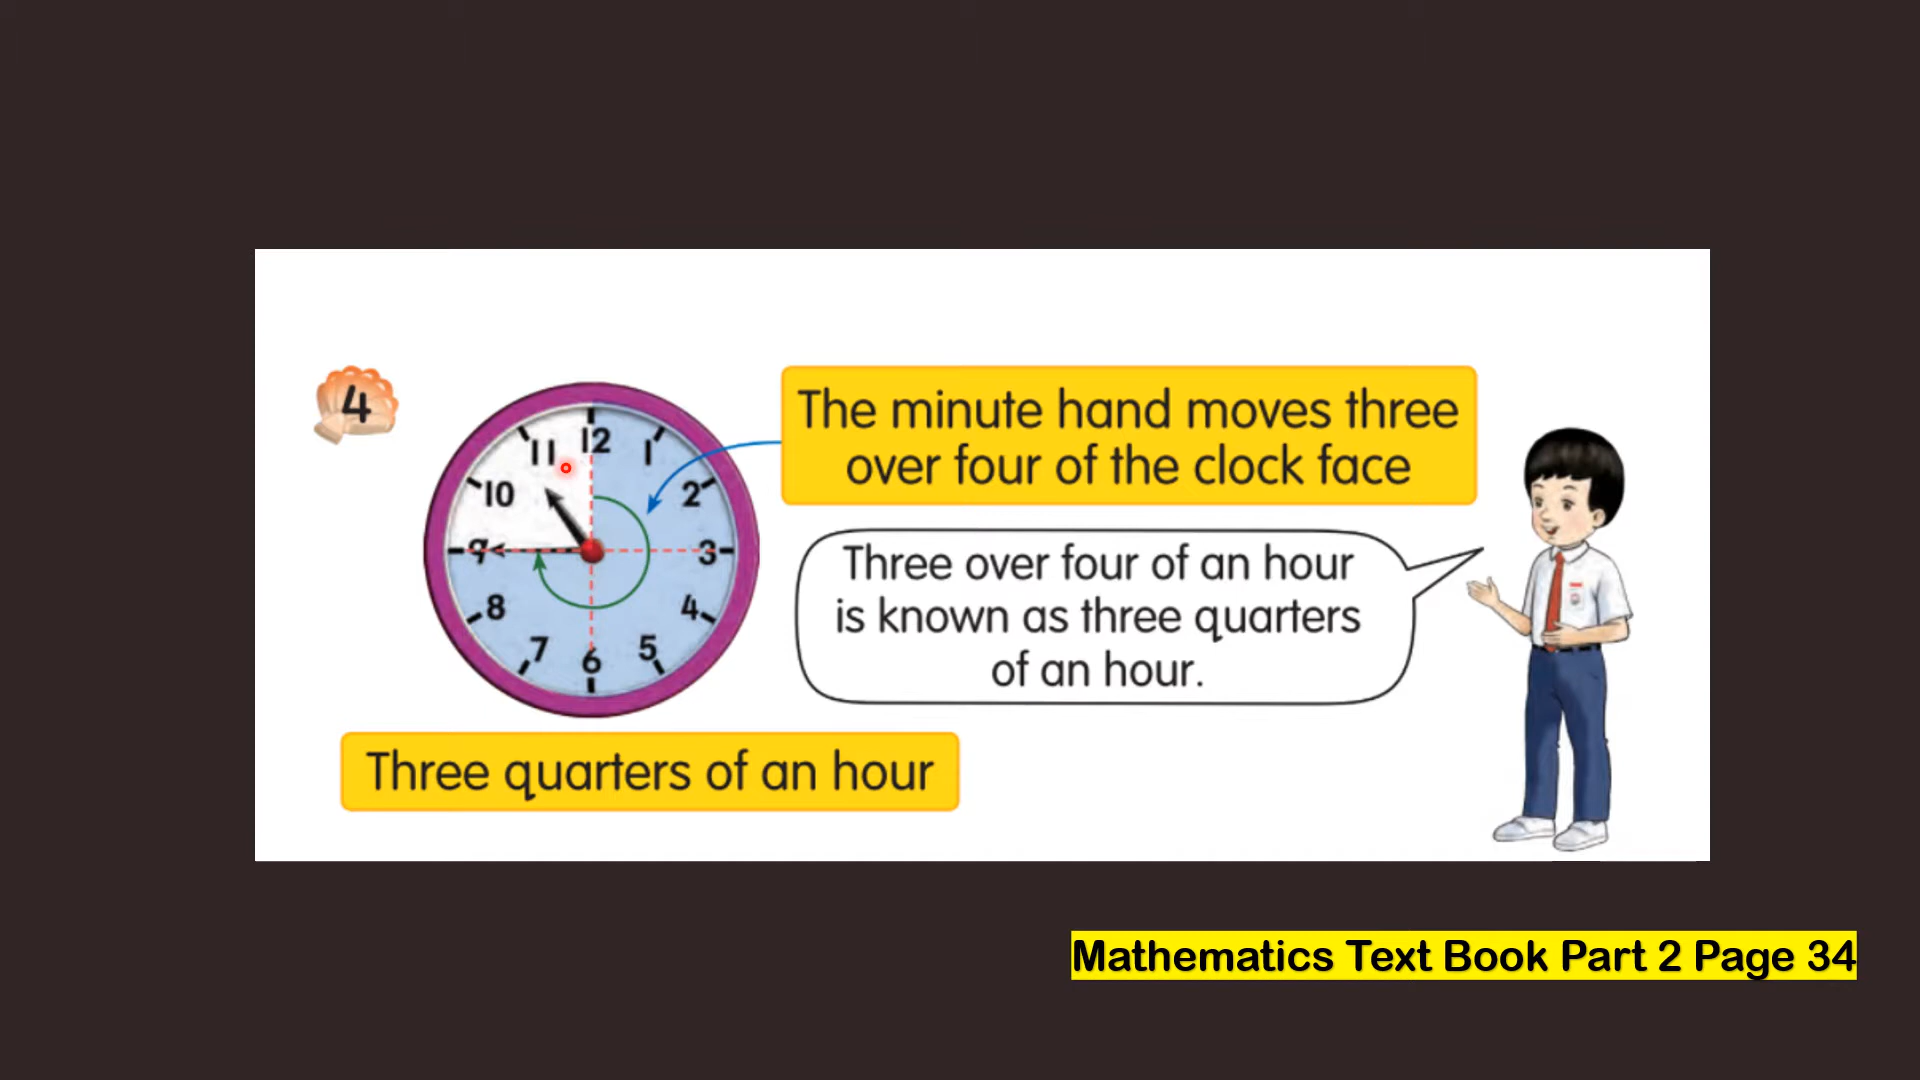 4
The minute hand moves three
over four of the clock face
12
11
1
10
2
9
3
8
4
7
5
6
Three over four of an hour
is known as three quarters
of an hour.
Three quarters of an hour
Mathematics Text Book Part 2 Page 34